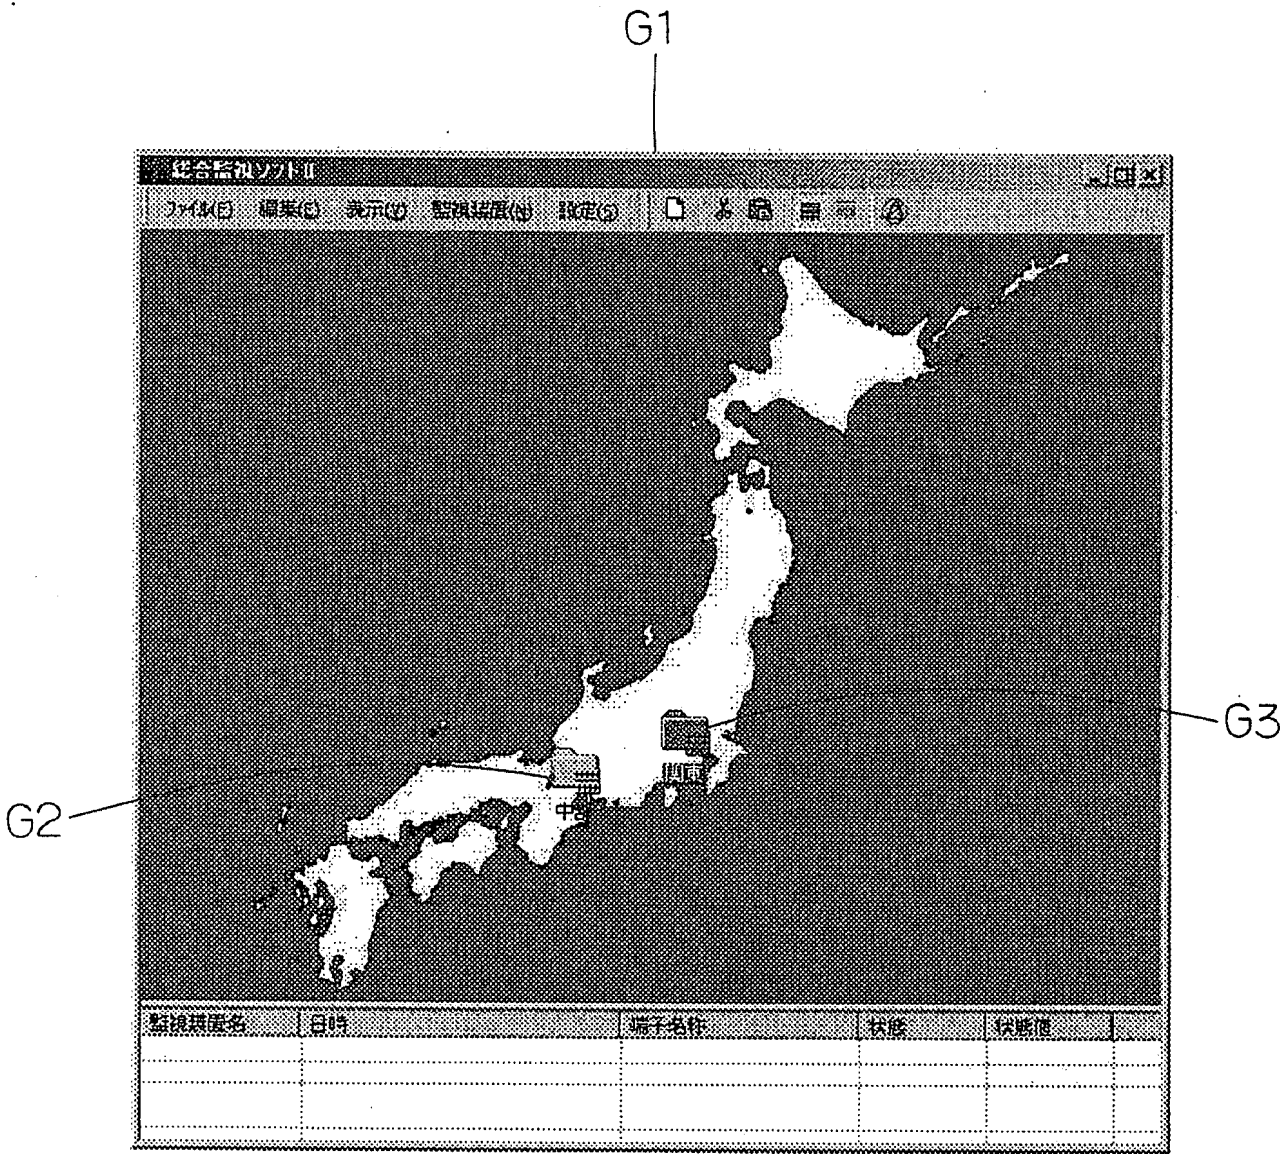 G1
総合監視ソフトII
ファイル(F) 編集(E) 表示(V) 監視装置(N) 設定(S)
G3
関東
G2
中部
監視装置名 日時 端子名称 状態 状態値